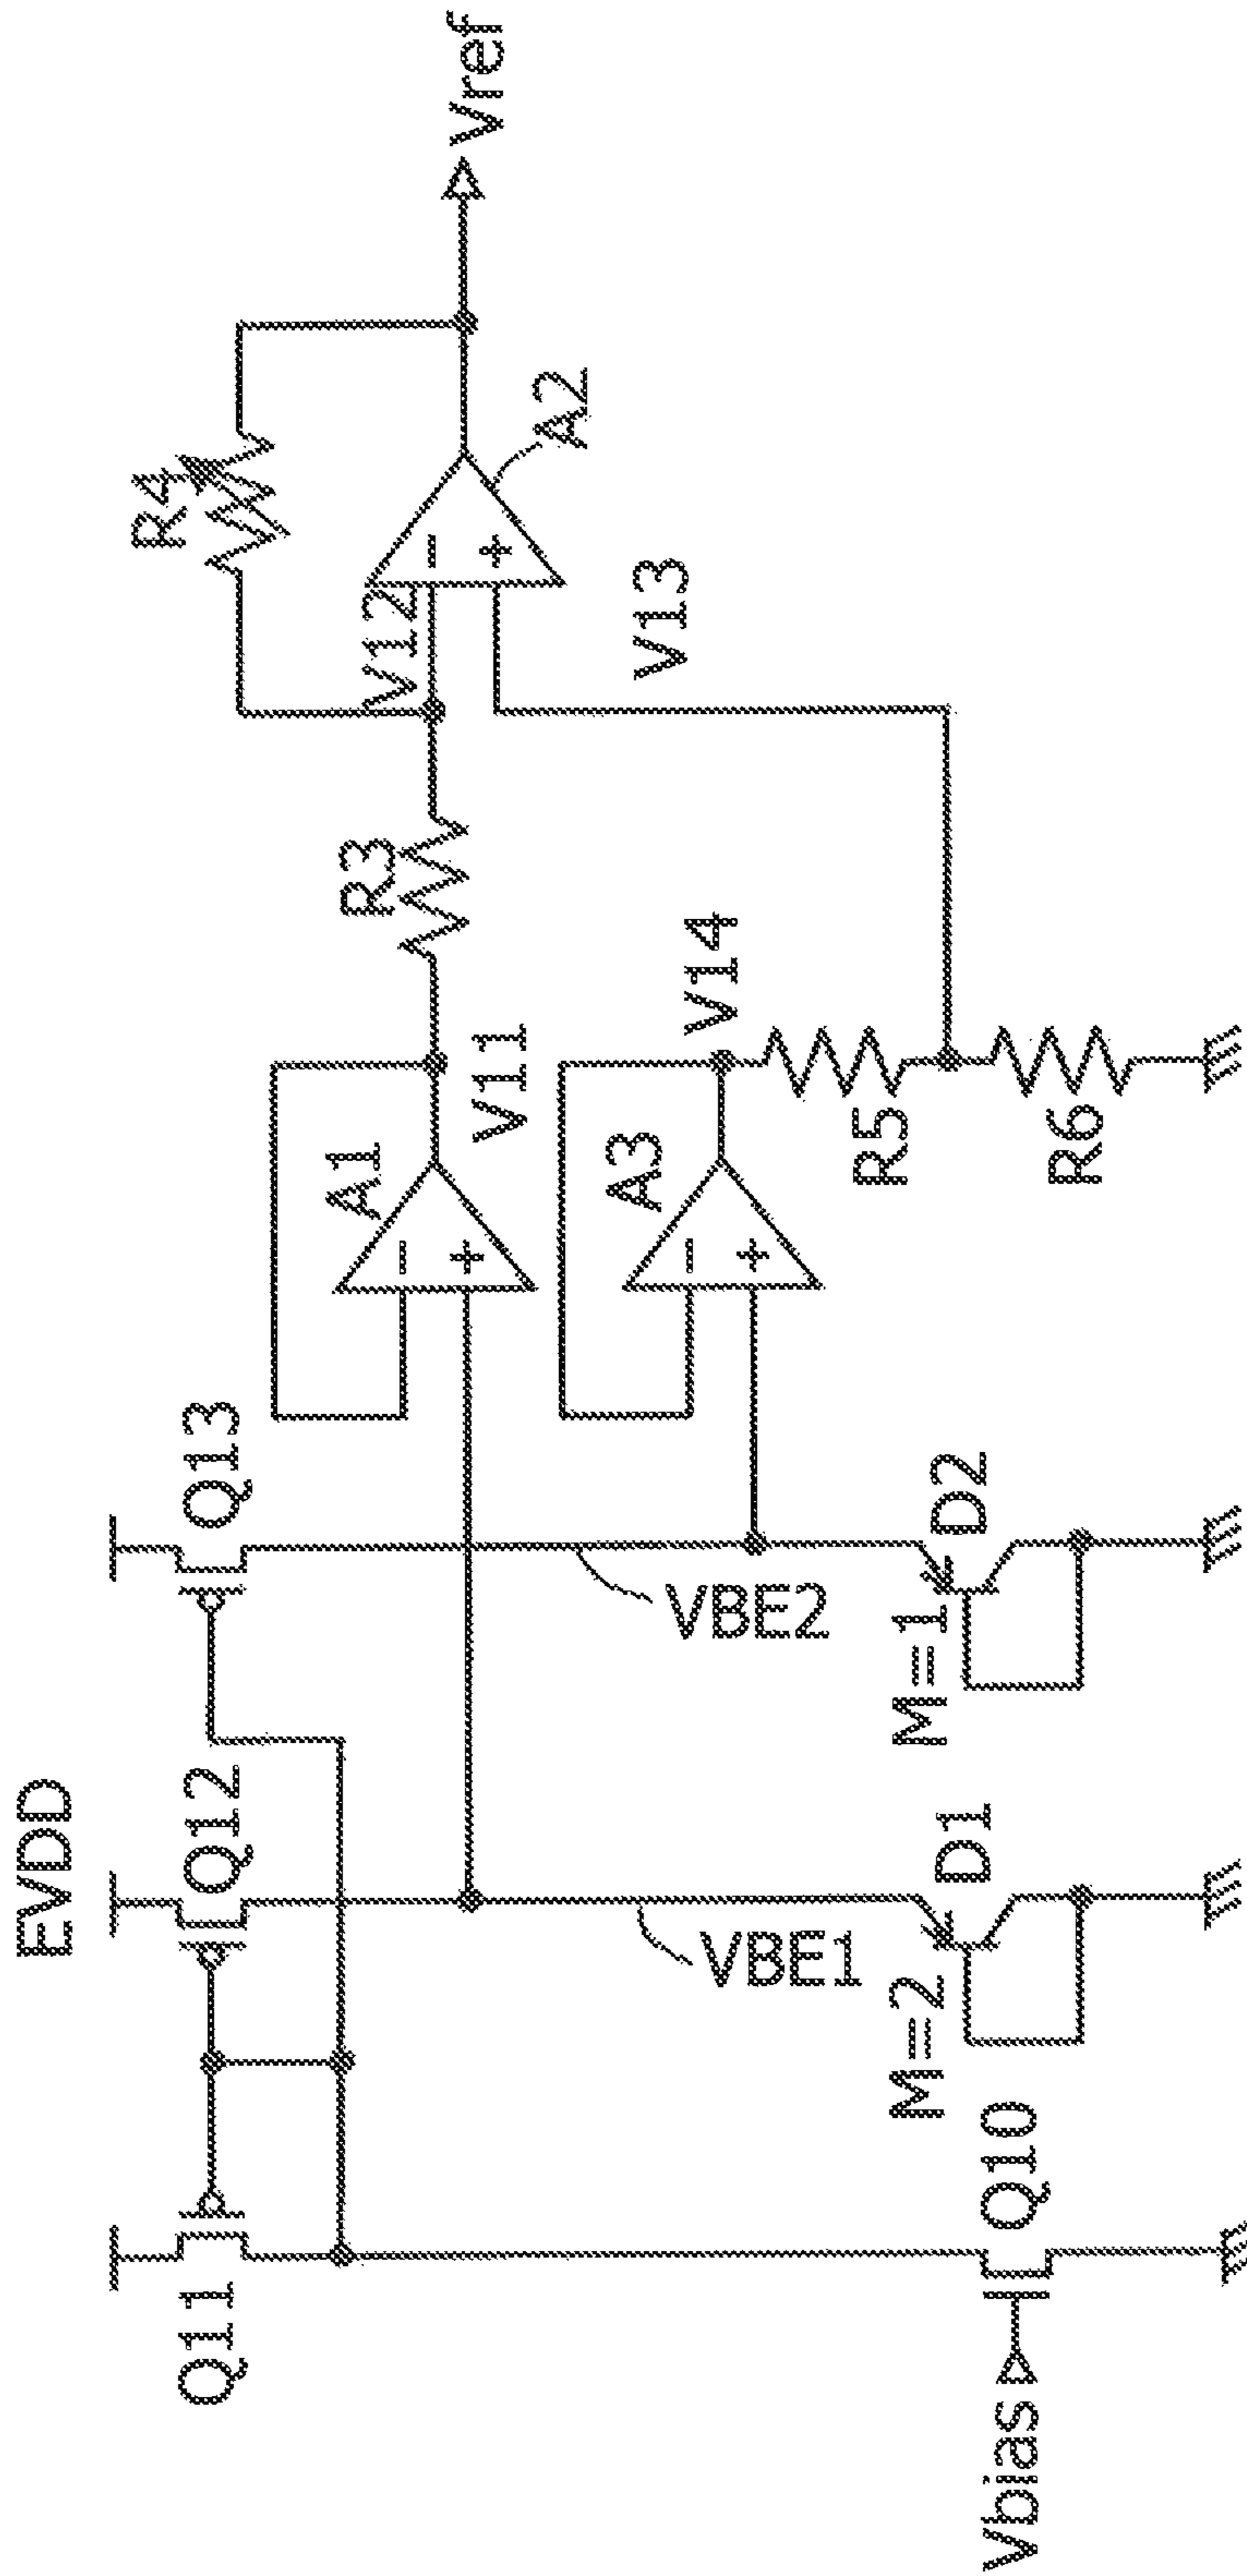 EVDD
Q11
Q12
Q13
R4
A1
R3
V12
A2
Vref
V11
A3
V14
V13
VBE1
VBE2
R5
R6
M=2
D1
M=1
D2
Q10
Vbias
-
+
-
+
-
+